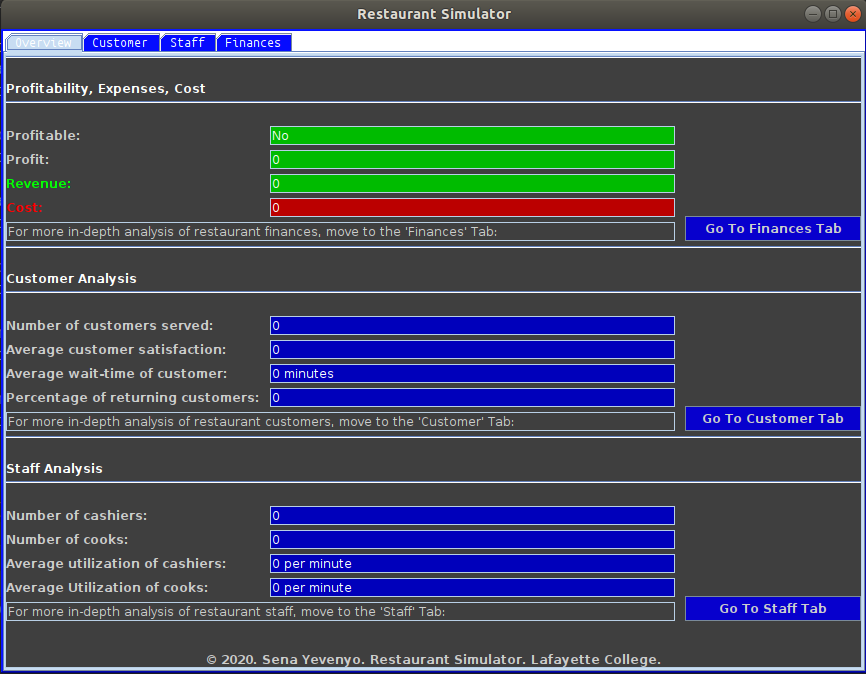 Restaurant Simulator
Overview Customer Staff Finances
Profitability, Expenses, Cost
Profitable: No
Profit: 0
Revenue: 0
Cost: 0
For more in-depth analysis of restaurant finances, move to the 'Finances' Tab: Go To Finances Tab
Customer Analysis
Number of customers served: 0
Average customer satisfaction: 0
Average wait-time of customer: 0 minutes
Percentage of returning customers: 0
For more in-depth analysis of restaurant customers, move to the 'Customer' Tab: Go To Customer Tab
Staff Analysis
Number of cashiers: 0
Number of cooks: 0
Average utilization of cashiers: 0 per minute
Average Utilization of cooks: 0 per minute
For more in-depth analysis of restaurant staff, move to the 'Staff' Tab: Go To Staff Tab
© 2020. Sena Yevenyo. Restaurant Simulator. Lafayette College.